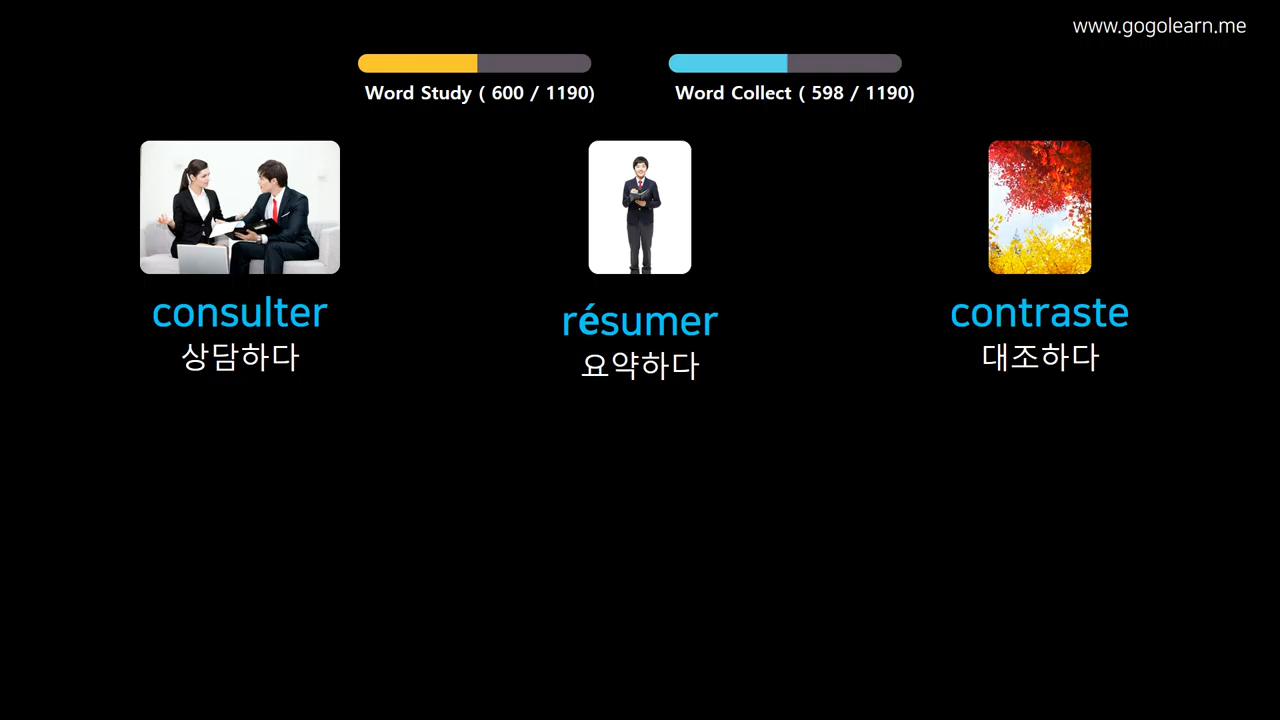 www.gogolearn.me
Word Study ( 600 / 1190)
Word Collect ( 598 / 1190)
consulter
상담하다
résumer
요약하다
contraste
대조하다